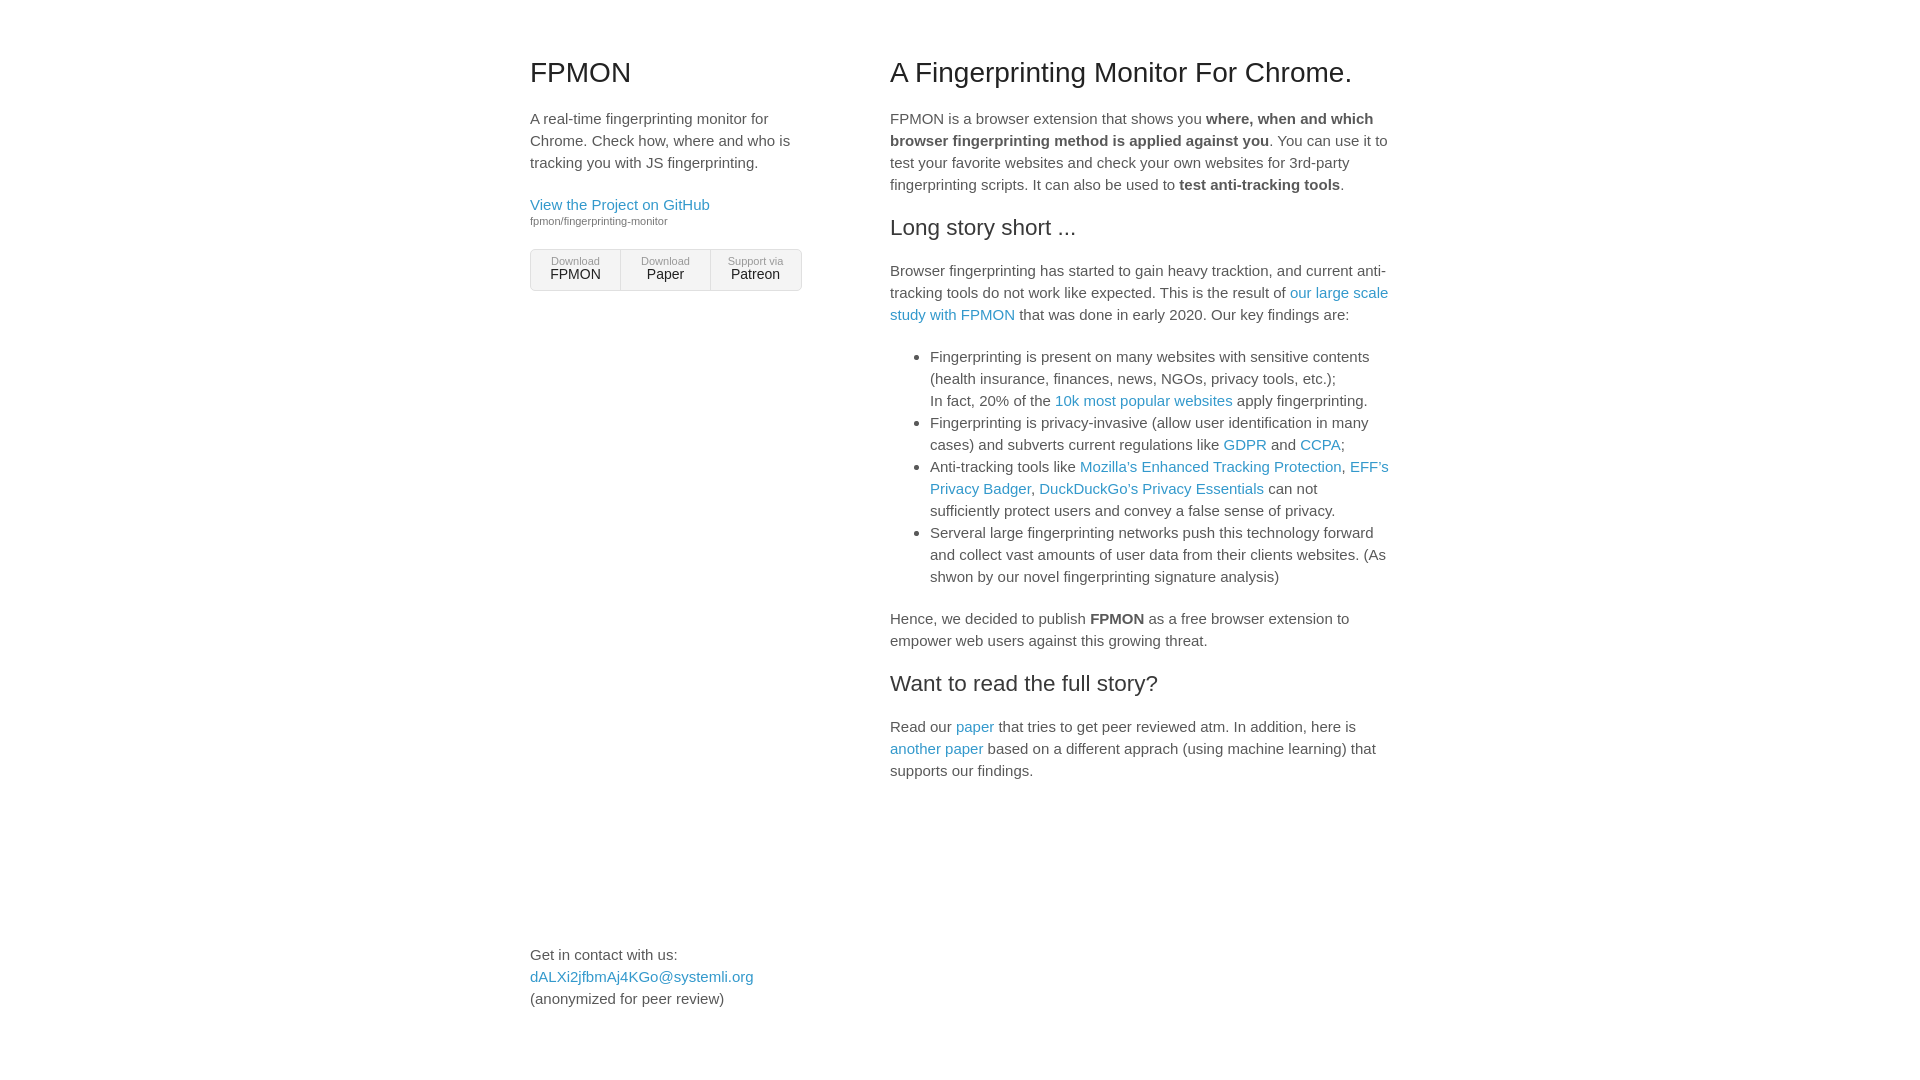 FPMON
A real-time fingerprinting monitor for
Chrome. Check how, where and who is
tracking you with JS fingerprinting.
View the Project on GitHub
fpmon/fingerprinting-monitor
Download
FPMON
Download
Paper
Support via
Patreon
A Fingerprinting Monitor For Chrome.
FPMON is a browser extension that shows you where, when and which
browser fingerprinting method is applied against you. You can use it to
test your favorite websites and check your own websites for 3rd-party
fingerprinting scripts. It can also be used to test anti-tracking tools.
Long story short ...
Browser fingerprinting has started to gain heavy tracktion, and current anti-
tracking tools do not work like expected. This is the result of our large scale
study with FPMON that was done in early 2020. Our key findings are:
• Fingerprinting is present on many websites with sensitive contents
(health insurance, finances, news, NGOs, privacy tools, etc.);
In fact, 20% of the 10k most popular websites apply fingerprinting.
• Fingerprinting is privacy-invasive (allow user identification in many
cases) and subverts current regulations like GDPR and CCPA;
• Anti-tracking tools like Mozilla's Enhanced Tracking Protection, EFF's
Privacy Badger, DuckDuckGo's Privacy Essentials can not
sufficiently protect users and convey a false sense of privacy.
• Serveral large fingerprinting networks push this technology forward
and collect vast amounts of user data from their clients websites. (As
shwon by our novel fingerprinting signature analysis)
Hence, we decided to publish FPMON as a free browser extension to
empower web users against this growing threat.
Want to read the full story?
Read our paper that tries to get peer reviewed atm. In addition, here is
another paper based on a different apprach (using machine learning) that
supports our findings.
Get in contact with us:
dALXi2jfbmAj4KGo@systemli.org
(anonymized for peer review)